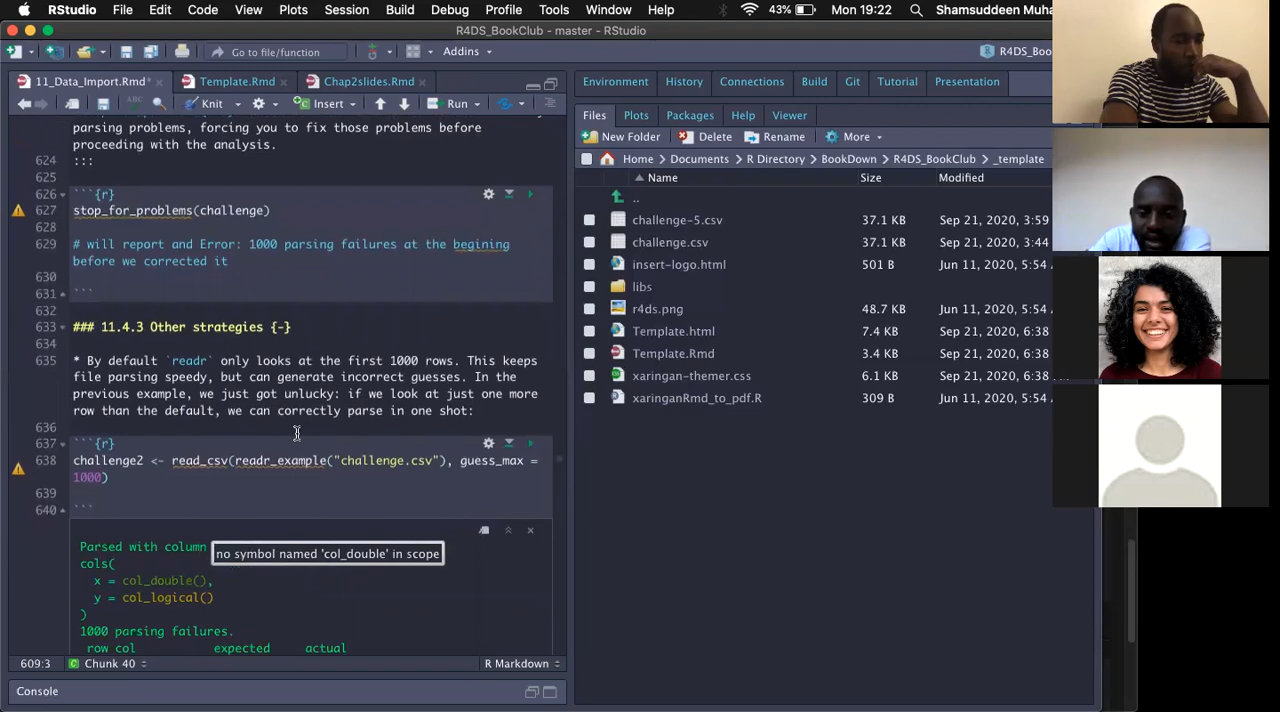 RStudio File Edit Code View Plots Session Build Debug Profile Tools Window Help 43% Mon 19:22 Shamsuddeen Muha
R4DS_BookClub - master - RStudio
Go to file/function Addins R4DS_Boo
11_Data_Import.Rmd* Template.Rmd Chap2slides.Rmd
Knit Insert Run
parsing problems, forcing you to fix those problems before
proceeding with the analysis.
624 :::
625
626 ```{r}
627 stop_for_problems(challenge)
628
629 # will report and Error: 1000 parsing failures at the begining
before we corrected it
630
631 ```
632
633 ### 11.4.3 Other strategies {-}
634
635 * By default `readr` only looks at the first 1000 rows. This keeps
file parsing speedy, but can generate incorrect guesses. In the
previous example, we just got unlucky: if we look at just one more
row than the default, we can correctly parse in one shot:
636
637 ```{r}
638 challenge2 <- read_csv(readr_example("challenge.csv"), guess_max =
1000)
639
640 ```
Parsed with column
no symbol named 'col_double' in scope
cols(
x = col_double(),
y = col_logical()
)
1000 parsing failures.
row col expected actual
609:3 Chunk 40 R Markdown
Console
Environment History Connections Build Git Tutorial Presentation
Files Plots Packages Help Viewer
New Folder Delete Rename More
Home > Documents > R Directory > BookDown > R4DS_BookClub > _template
Name Size Modified
..
challenge-5.csv 37.1 KB Sep 21, 2020, 3:59
challenge.csv 37.1 KB Sep 21, 2020, 3:44
insert-logo.html 501 B Jun 11, 2020, 5:54
libs
r4ds.png 48.7 KB Jun 11, 2020, 5:54
Template.html 7.4 KB Sep 21, 2020, 6:38
Template.Rmd 3.4 KB Sep 21, 2020, 6:38
xaringan-themer.css 6.1 KB Sep 21, 2020, 6:38
xaringanRmd_to_pdf.R 309 B Jun 11, 2020, 5:54